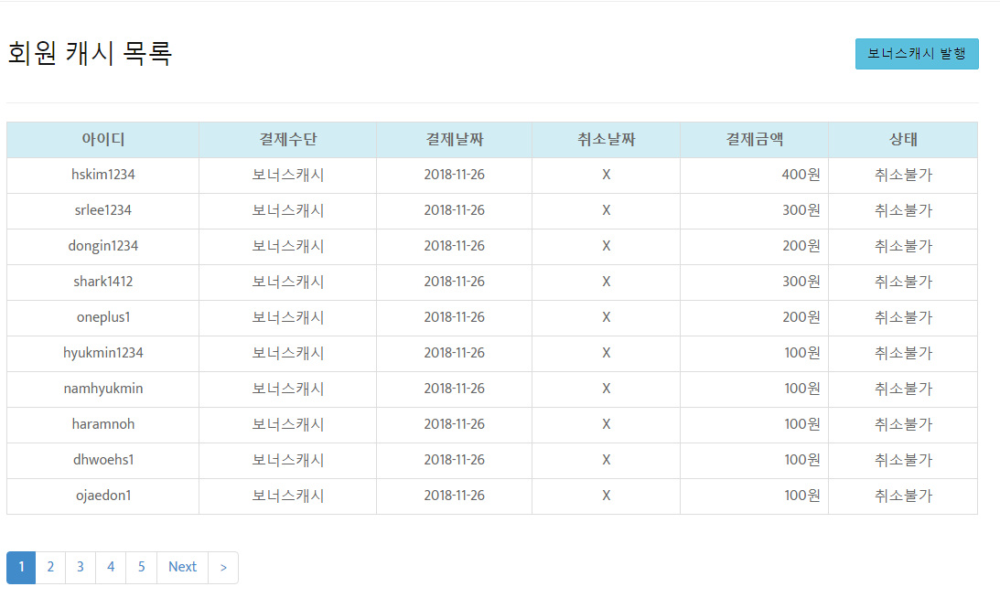 회원 캐시 목록
보너스캐시 발행
아이디 결제수단 결제날짜 취소날짜 결제금액 상태
hskim1234 보너스캐시 2018-11-26 X 400원 취소불가
srlee1234 보너스캐시 2018-11-26 X 300원 취소불가
dongin1234 보너스캐시 2018-11-26 X 200원 취소불가
shark1412 보너스캐시 2018-11-26 X 300원 취소불가
oneplus1 보너스캐시 2018-11-26 X 200원 취소불가
hyukmin1234 보너스캐시 2018-11-26 X 100원 취소불가
namhyukmin 보너스캐시 2018-11-26 X 100원 취소불가
haramnoh 보너스캐시 2018-11-26 X 100원 취소불가
dhwoehs1 보너스캐시 2018-11-26 X 100원 취소불가
ojaedon1 보너스캐시 2018-11-26 X 100원 취소불가
1 2 3 4 5 Next >